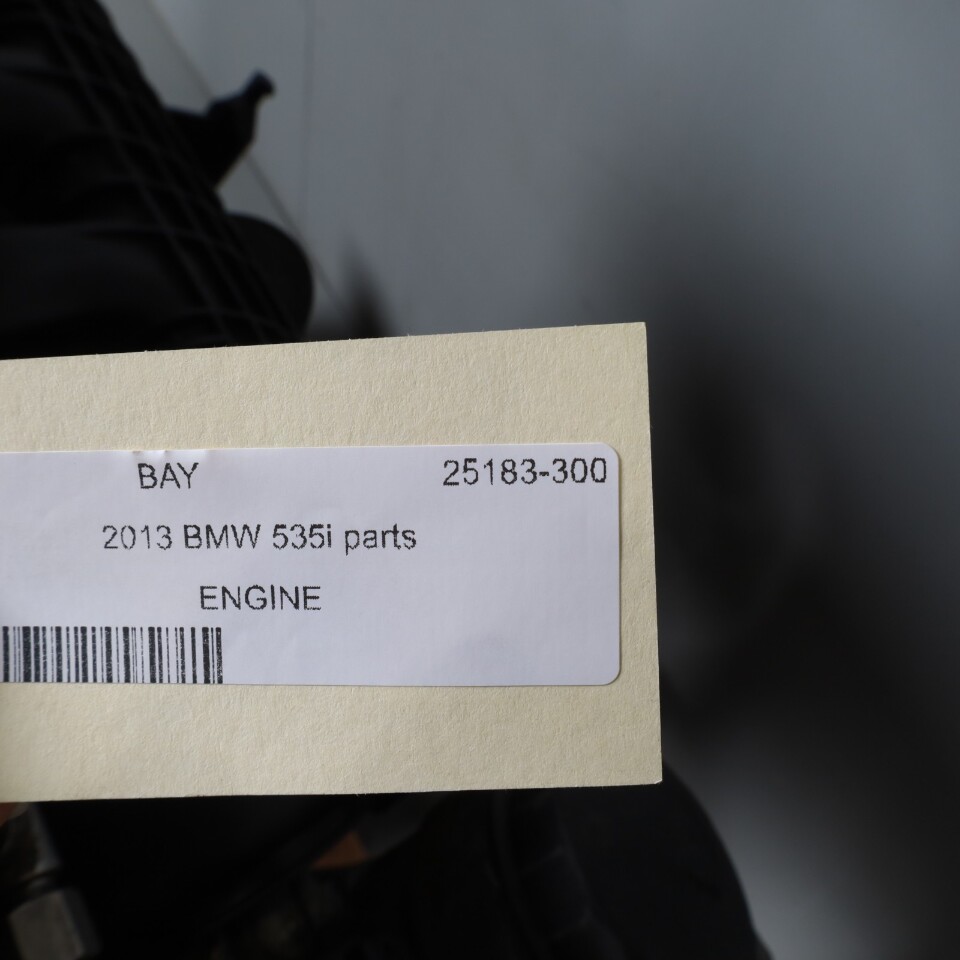 BAY 25183-300
2013 BMW 535i parts
ENGINE